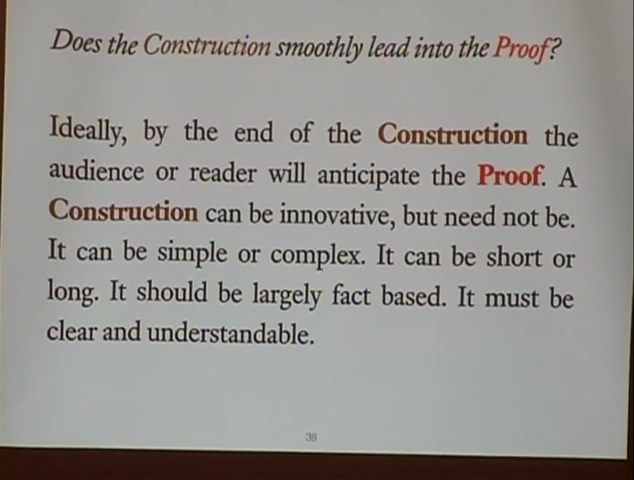 Does the Construction smoothly lead into the Proof?
Ideally, by the end of the Construction the
audience or reader will anticipate the Proof. A
Construction can be innovative, but need not be.
It can be simple or complex. It can be short or
long. It should be largely fact based. It must be
clear and understandable.
38